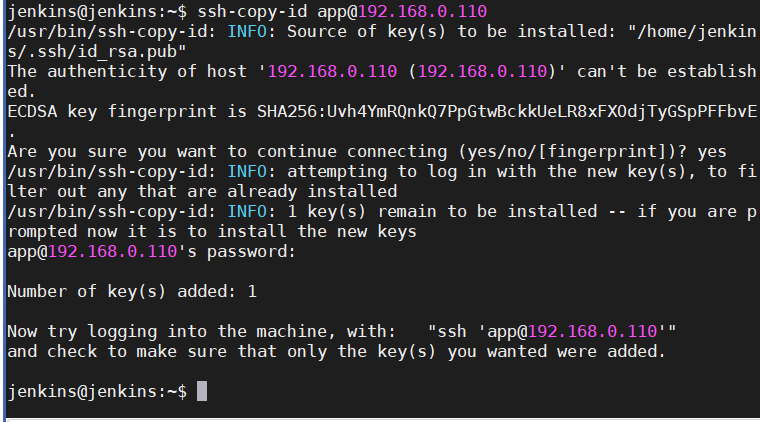 jenkins@jenkins:~$ ssh-copy-id app@192.168.0.110
/usr/bin/ssh-copy-id: INFO: Source of key(s) to be installed: "/home/jenkin
s/.ssh/id_rsa.pub"
The authenticity of host '192.168.0.110 (192.168.0.110)' can't be establish
ed.
ECDSA key fingerprint is SHA256:Uvh4YmRQnkQ7PpGtwBckkUeLR8xFXOdjTyGSpPFFbvE
.
Are you sure you want to continue connecting (yes/no/[fingerprint])? yes
/usr/bin/ssh-copy-id: INFO: attempting to log in with the new key(s), to fi
lter out any that are already installed
/usr/bin/ssh-copy-id: INFO: 1 key(s) remain to be installed -- if you are p
rompted now it is to install the new keys
app@192.168.0.110's password:
Number of key(s) added: 1
Now try logging into the machine, with:   "ssh 'app@192.168.0.110'"
and check to make sure that only the key(s) you wanted were added.
jenkins@jenkins:~$